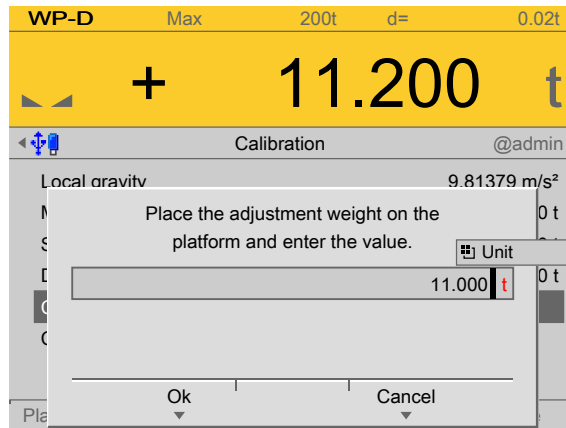 WP-D Max 200t d= 0.02t
+ 11.200 t
Calibration @admin
Local gravity 9.81379 m/s²
Place the adjustment weight on the
platform and enter the value.
Unit
11.000 t
0 t
0 t
Ok Cancel